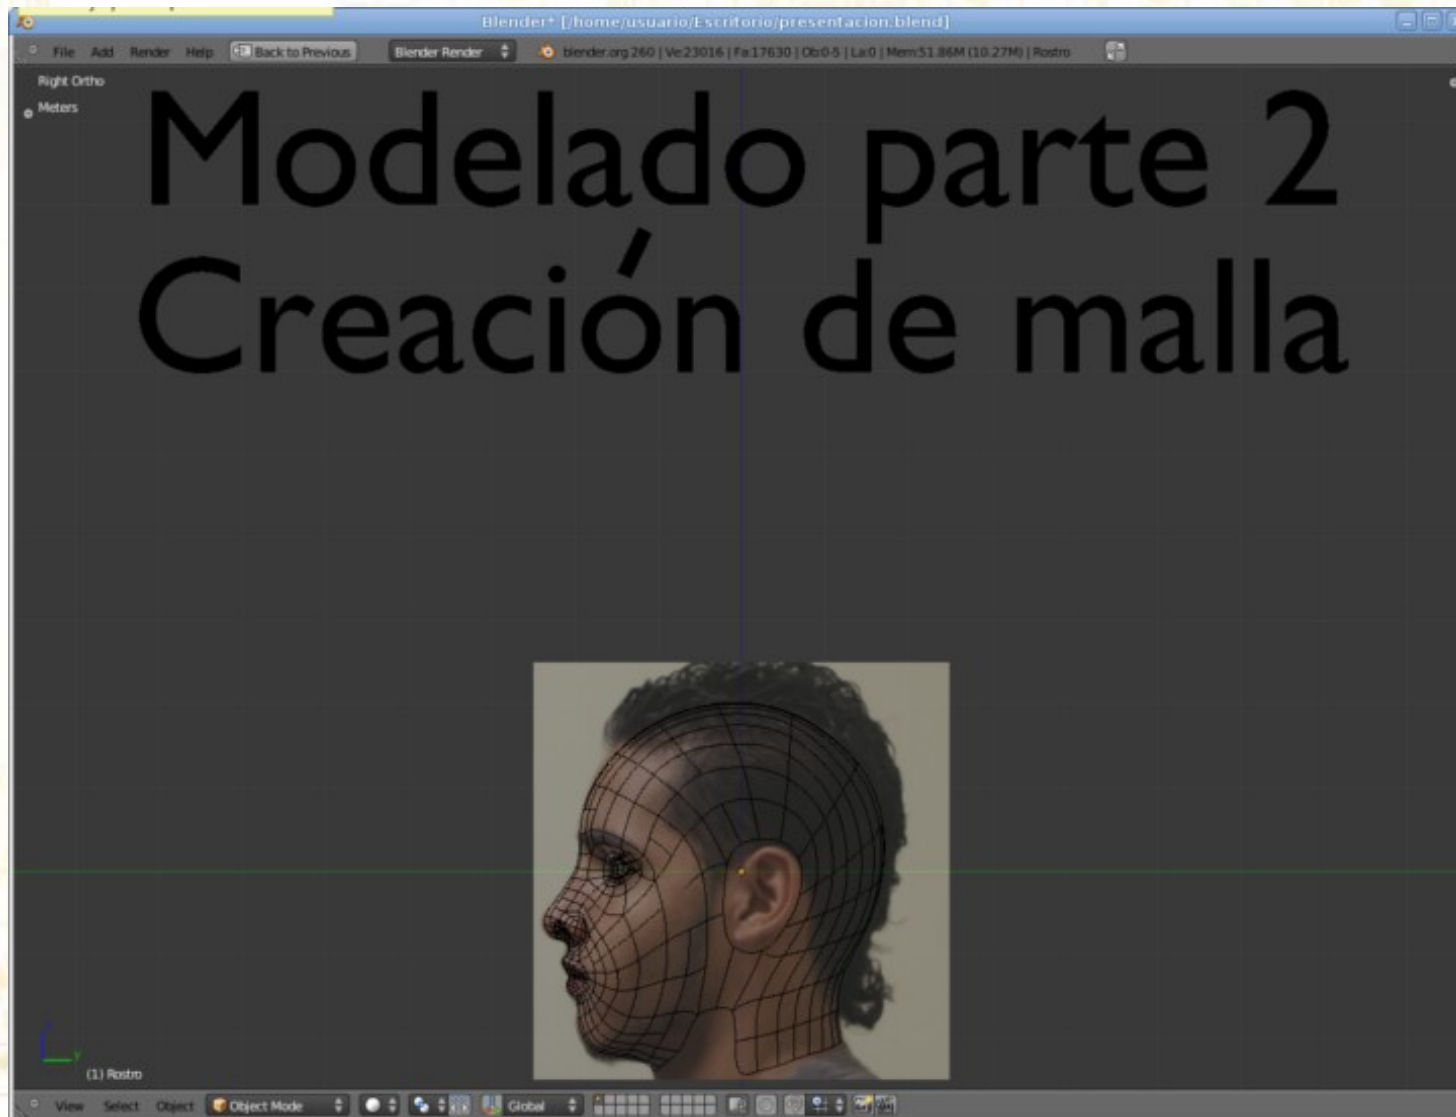 Blender* [/home/usuario/Escritorio/presentacion.blend]
File Add Render Help Back to Previous Blender Render blender.org 260 | Ve:23016 | Fa:17630 | Ob:0-5 | La:0 | Mem:51.86M (10.27M) | Rostro
Right Ortho
Meters
Modelado parte 2
Creación de malla
y
(1) Rostro
View Select Object Object Mode Global